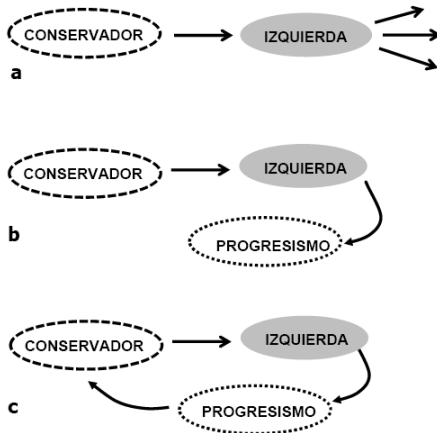 CONSERVADOR
IZQUIERDA
a
CONSERVADOR
IZQUIERDA
b
PROGRESISMO
CONSERVADOR
IZQUIERDA
c
PROGRESISMO